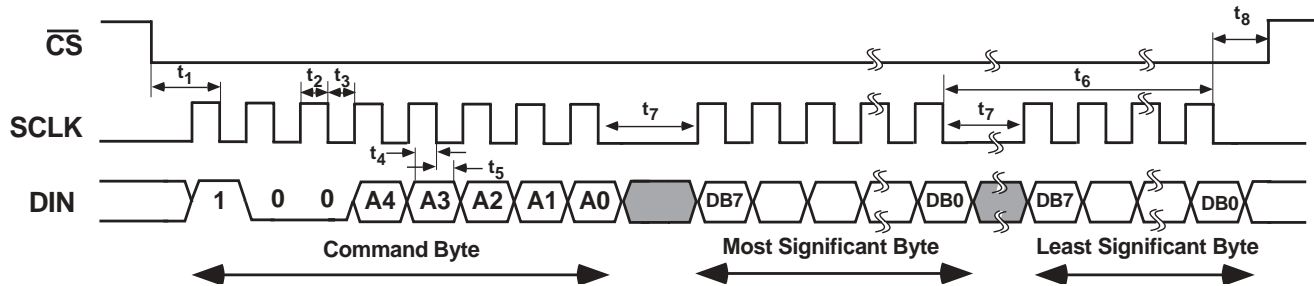 CS
t8
t1
t2
t3
t6
SCLK
t7
t7
t4
t5
DIN
1
0
0
A4
A3
A2
A1
A0
DB7
DB0
DB7
DB0
Command Byte
Most Significant Byte
Least Significant Byte